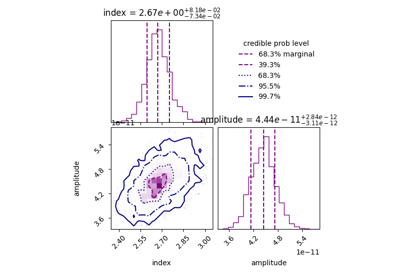 index = 2.67e+00+8.18e−02
−7.34e−02
credible prob level
68.3% marginal
39.3%
68.3%
95.5%
99.7%
1e−11
amplitude = 4.44e−11+2.84e−12
−3.11e−12
amplitude
5.4
4.8
4.2
3.6
2.40
2.55
2.70
2.85
3.00
index
3.6
4.2
4.8
5.4
1e−11
amplitude